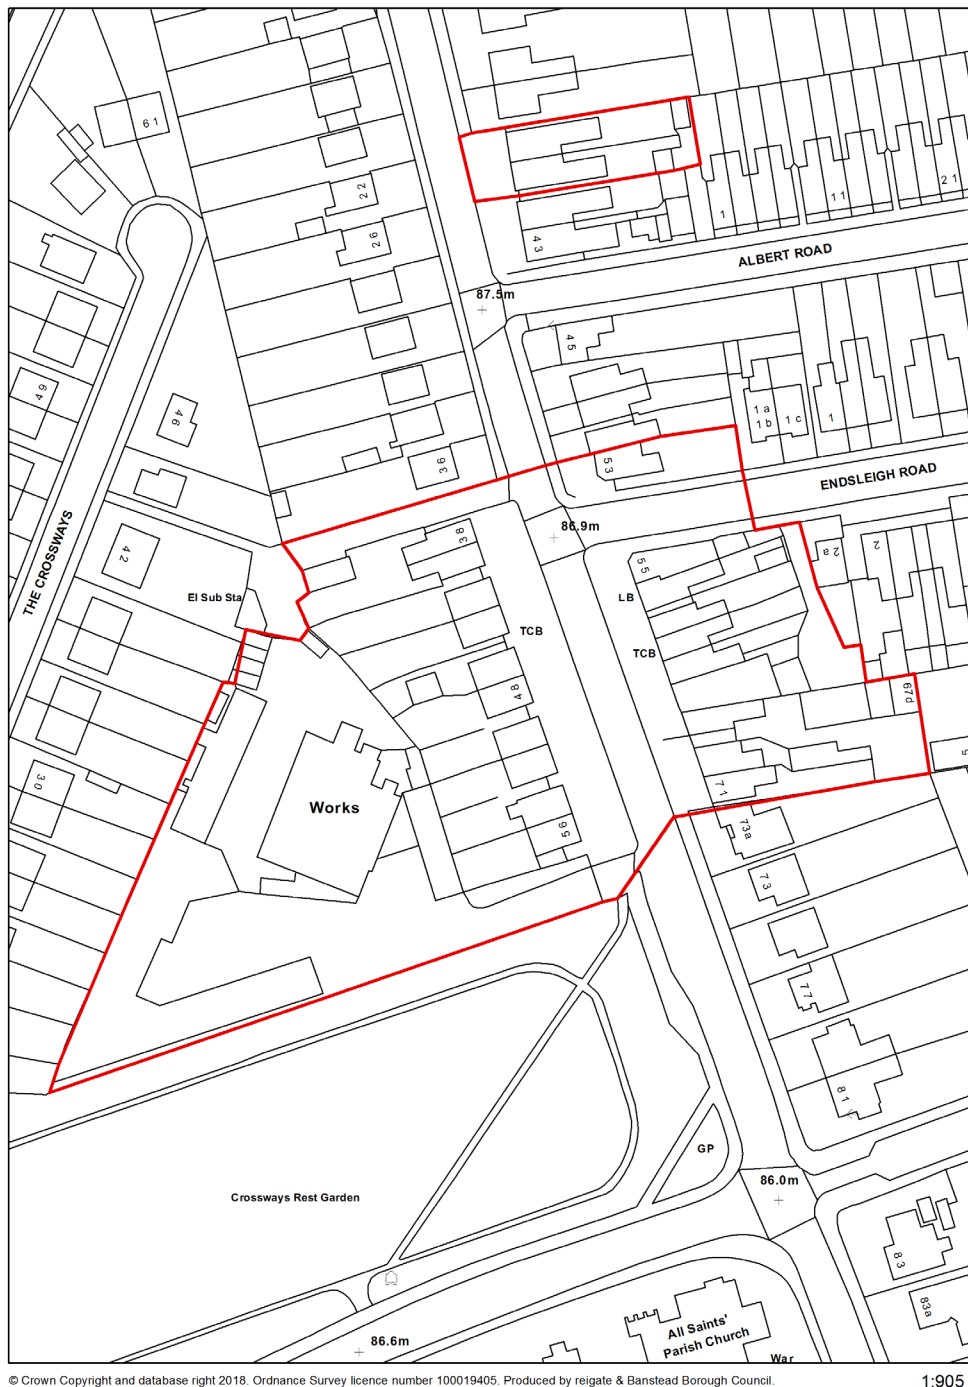 61
22
26
43
1
11
21
ALBERT ROAD
87.5m
45
49
46
36
53
1a
1b
1c
1
ENDSLEIGH ROAD
THE CROSSWAYS
42
38
86.9m
55
2a
2
El Sub Sta
LB
TCB
TCB
48
67d
5
30
Works
71
56
73a
73
77
81
GP
86.0m
Crossways Rest Garden
83
83a
86.6m
All Saints'
Parish Church
War
© Crown Copyright and database right 2018. Ordnance Survey licence number 100019405. Produced by reigate & Banstead Borough Council.
1:905